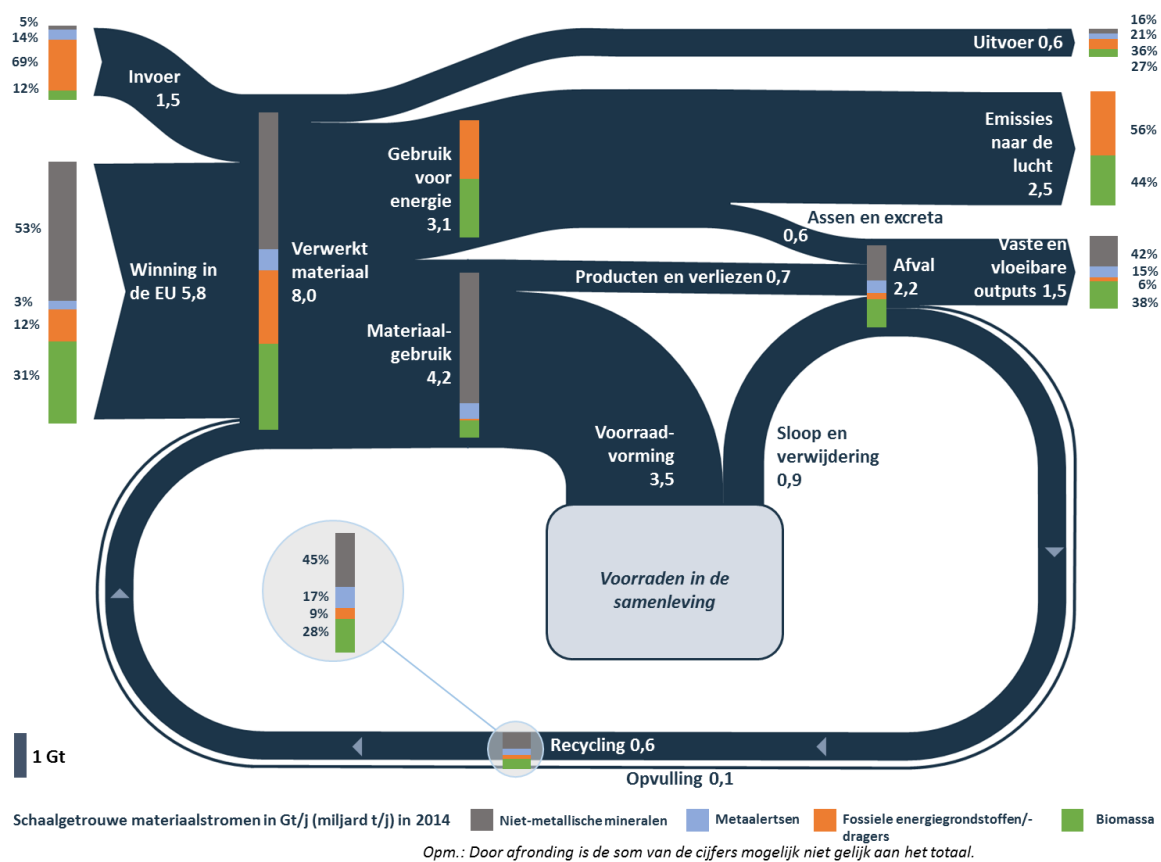 5%
14%
69%
12%
Invoer
1,5
53%
3%
12%
31%
Winning in
de EU 5,8
Verwerkt
materiaal
8,0
Gebruik
voor
energie
3,1
Materiaal-
gebruik
4,2
Uitvoer 0,6
16%
21%
36%
27%
Emissies
naar de
lucht
2,5
56%
44%
Assen en excreta
0,6
Producten en verliezen 0,7
Afval
2,2
Vaste en
vloeibare
outputs 1,5
42%
15%
6%
38%
Voorraad-
vorming
3,5
Sloop en
verwijdering
0,9
Voorraden in de
samenleving
45%
17%
9%
28%
Recycling 0,6
Opvulling 0,1
1 Gt
Schaalgetrouwe materiaalstromen in Gt/j (miljard t/j) in 2014
Niet-metallische mineralen
Metaalertsen
Fossiele energiegrondstoffen/-
dragers
Biomassa
Opm.: Door afronding is de som van de cijfers mogelijk niet gelijk aan het totaal.